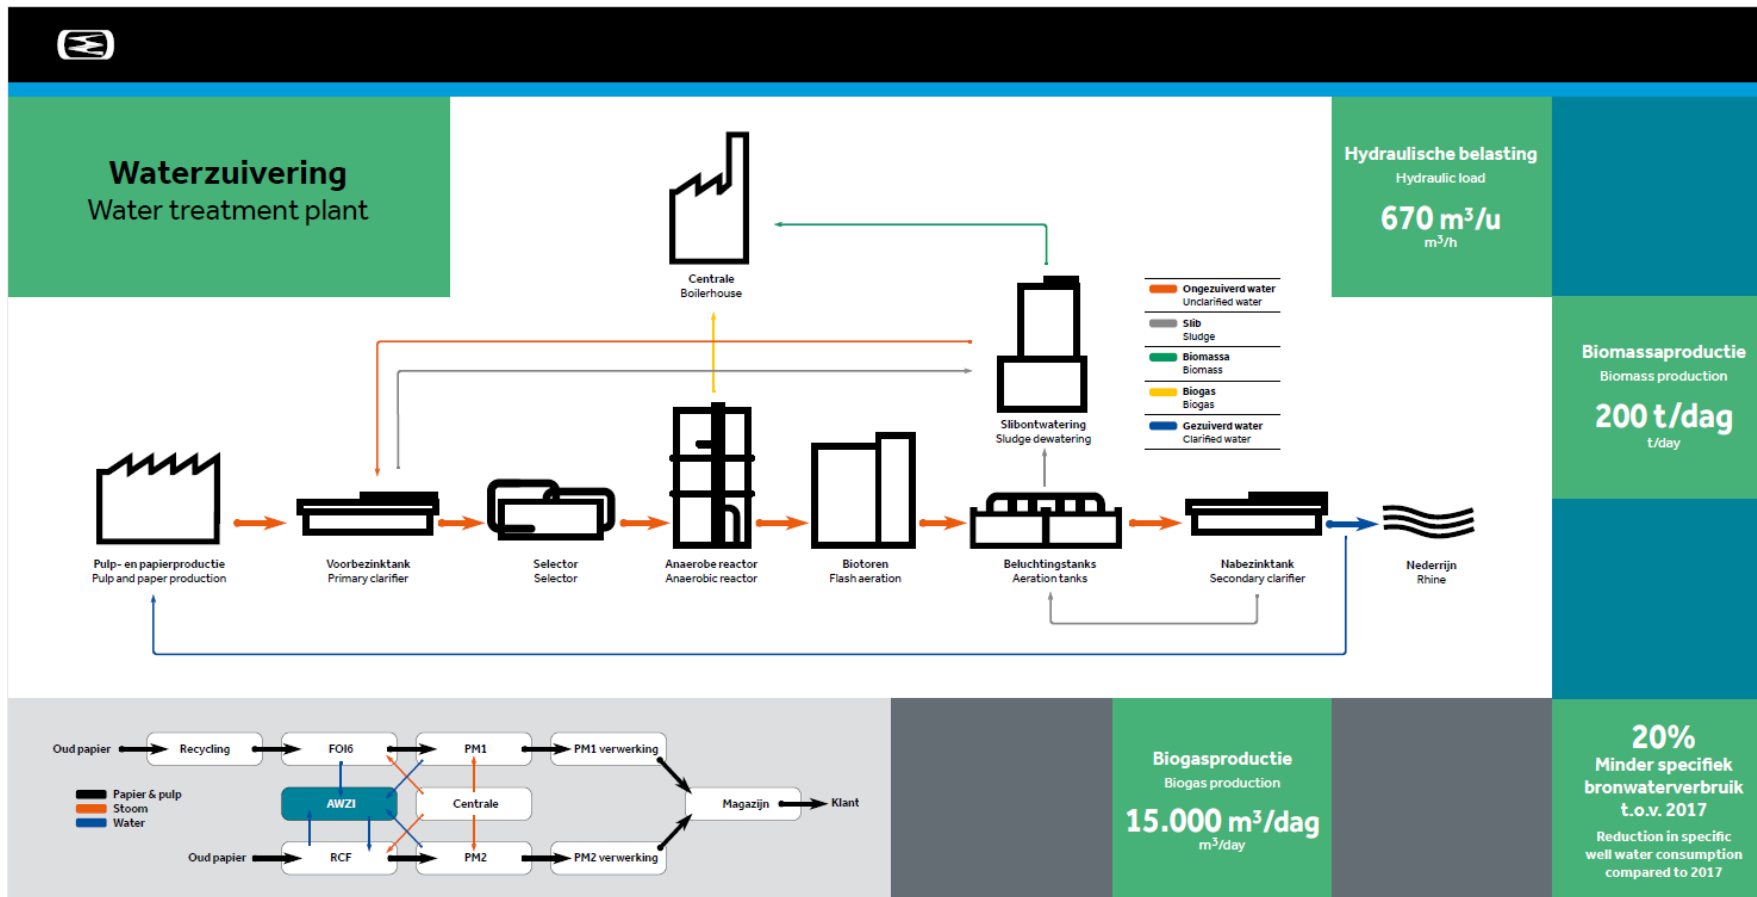 Waterzuivering
Water treatment plant
Hydraulische belasting
Hydraulic load
670 m³/u
m³/h
Centrale
Boilerhouse
Ongezuiverd water
Unclarified water
Slib
Sludge
Biomassa
Biomass
Biogas
Biogas
Gezuiverd water
Clarified water
Biomassaproductie
Biomass production
200 t/dag
t/day
Slibontwatering
Sludge dewatering
Pulp- en papierproductie
Pulp and paper production
Voorbezinktank
Primary clarifier
Selector
Selector
Anaerobe reactor
Anaerobic reactor
Biotoren
Flash aeration
Beluchtingstanks
Aeration tanks
Nabezinktank
Secondary clarifier
Nederrijn
Rhine
Oud papier
Recycling
FOI6
PM1
PM1 verwerking
Papier & pulp
Stoom
Water
AWZI
Centrale
Magazijn
Klant
Oud papier
RCF
PM2
PM2 verwerking
Biogasproductie
Biogas production
15.000 m³/dag
m³/day
20%
Minder specifiek
bronwaterverbruik
t.o.v. 2017
Reduction in specific
well water consumption
compared to 2017